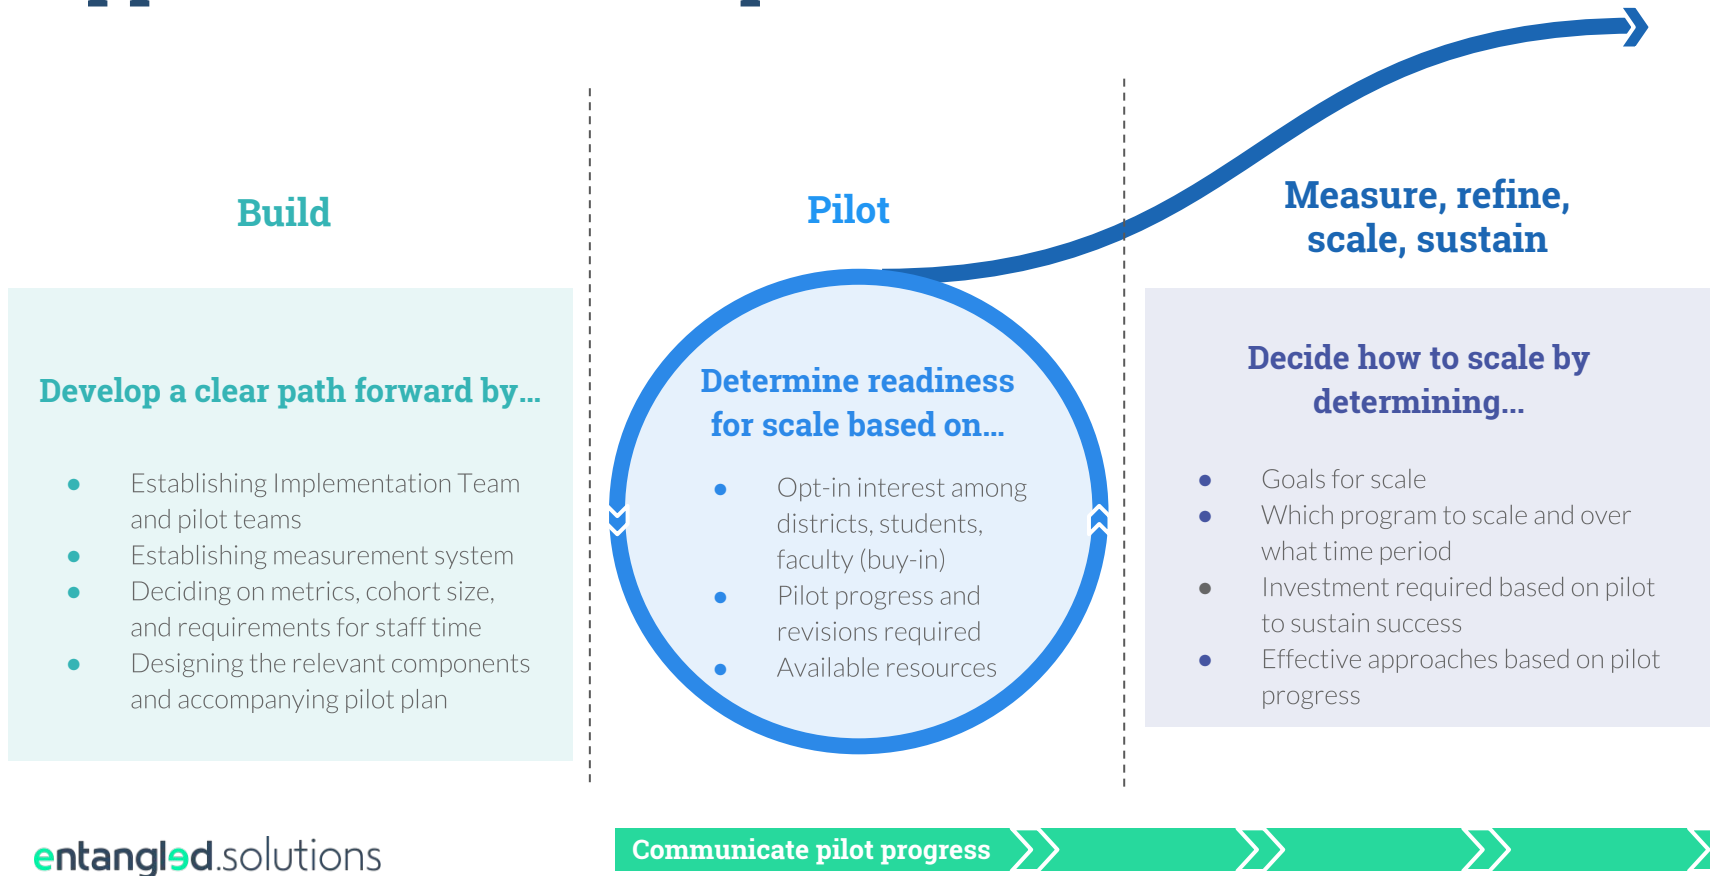 Build
Develop a clear path forward by...
● Establishing Implementation Team
and pilot teams
● Establishing measurement system
● Deciding on metrics, cohort size,
and requirements for staff time
● Designing the relevant components
and accompanying pilot plan
Pilot
Determine readiness
for scale based on...
● Opt-in interest among
districts, students,
faculty (buy-in)
● Pilot progress and
revisions required
● Available resources
Measure, refine,
scale, sustain
Decide how to scale by
determining...
● Goals for scale
● Which program to scale and over
what time period
● Investment required based on pilot
to sustain success
● Effective approaches based on pilot
progress
entangled.solutions
Communicate pilot progress